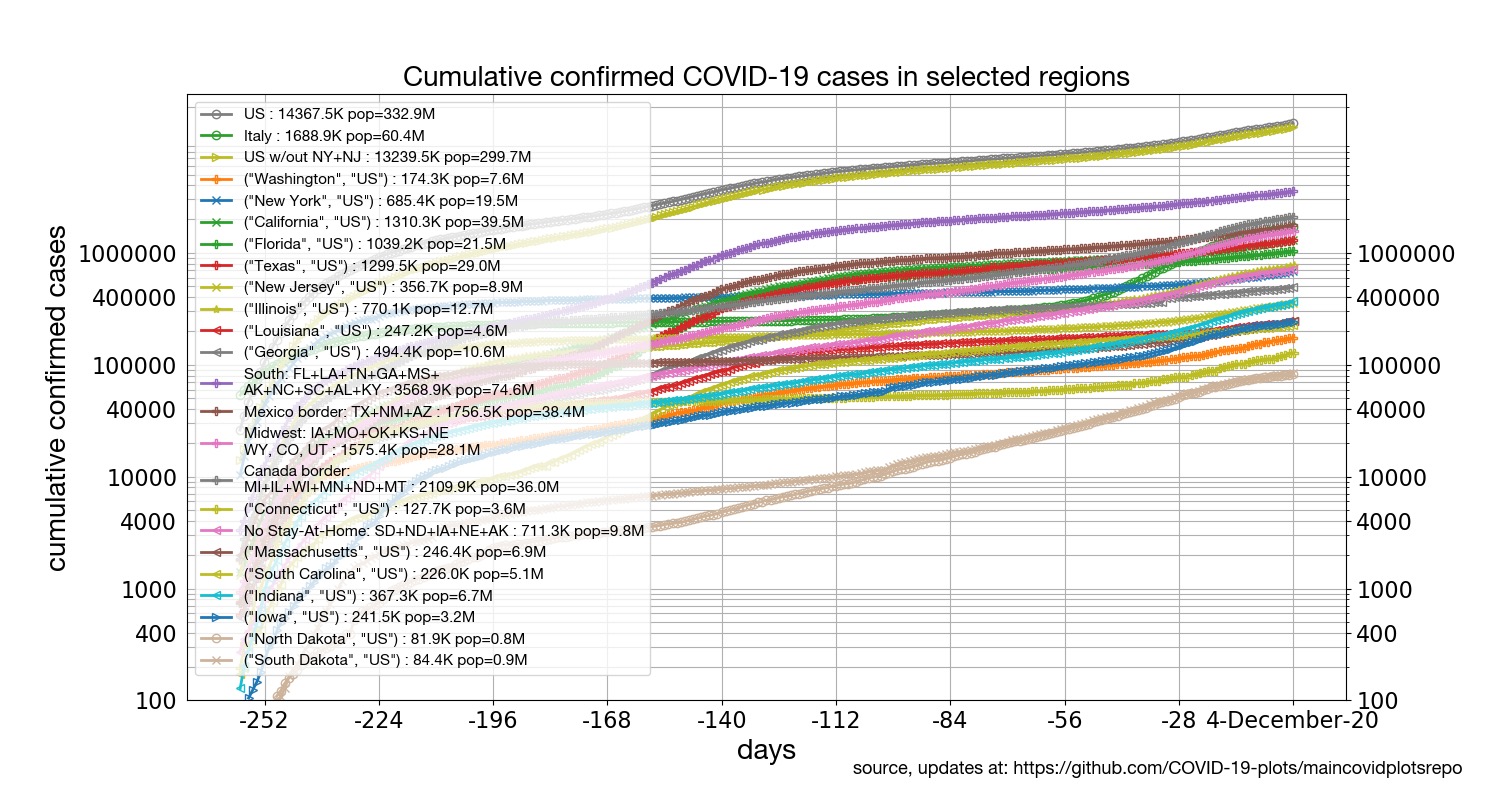 Cumulative confirmed COVID-19 cases in selected regions
US : 14367.5K pop=332.9M
Italy : 1688.9K pop=60.4M
US w/out NY+NJ : 13239.5K pop=299.7M
("Washington", "US") : 174.3K pop=7.6M
("New York", "US") : 685.4K pop=19.5M
("California", "US") : 1310.3K pop=39.5M
("Florida", "US") : 1039.2K pop=21.5M
("Texas", "US") : 1299.5K pop=29.0M
("New Jersey", "US") : 356.7K pop=8.9M
("Illinois", "US") : 770.1K pop=12.7M
("Louisiana", "US") : 247.2K pop=4.6M
("Georgia", "US") : 494.4K pop=10.6M
South: FL+LA+TN+GA+MS+
AK+NC+SC+AL+KY : 3568.9K pop=74.6M
Mexico border: TX+NM+AZ : 1756.5K pop=38.4M
Midwest: IA+MO+OK+KS+NE
WY, CO, UT : 1575.4K pop=28.1M
Canada border:
MI+IL+WI+MN+ND+MT : 2109.9K pop=36.0M
("Connecticut", "US") : 127.7K pop=3.6M
No Stay-At-Home: SD+ND+IA+NE+AK : 711.3K pop=9.8M
("Massachusetts", "US") : 246.4K pop=6.9M
("South Carolina", "US") : 226.0K pop=5.1M
("Indiana", "US") : 367.3K pop=6.7M
("Iowa", "US") : 241.5K pop=3.2M
("North Dakota", "US") : 81.9K pop=0.8M
("South Dakota", "US") : 84.4K pop=0.9M
cumulative confirmed cases
1000000
400000
100000
40000
10000
4000
1000
400
100
1000000
400000
100000
40000
10000
4000
1000
400
100
-252 -224 -196 -168 -140 -112 -84 -56 -28 4-December-20
days
source, updates at: https://github.com/COVID-19-plots/maincovidplotsrepo